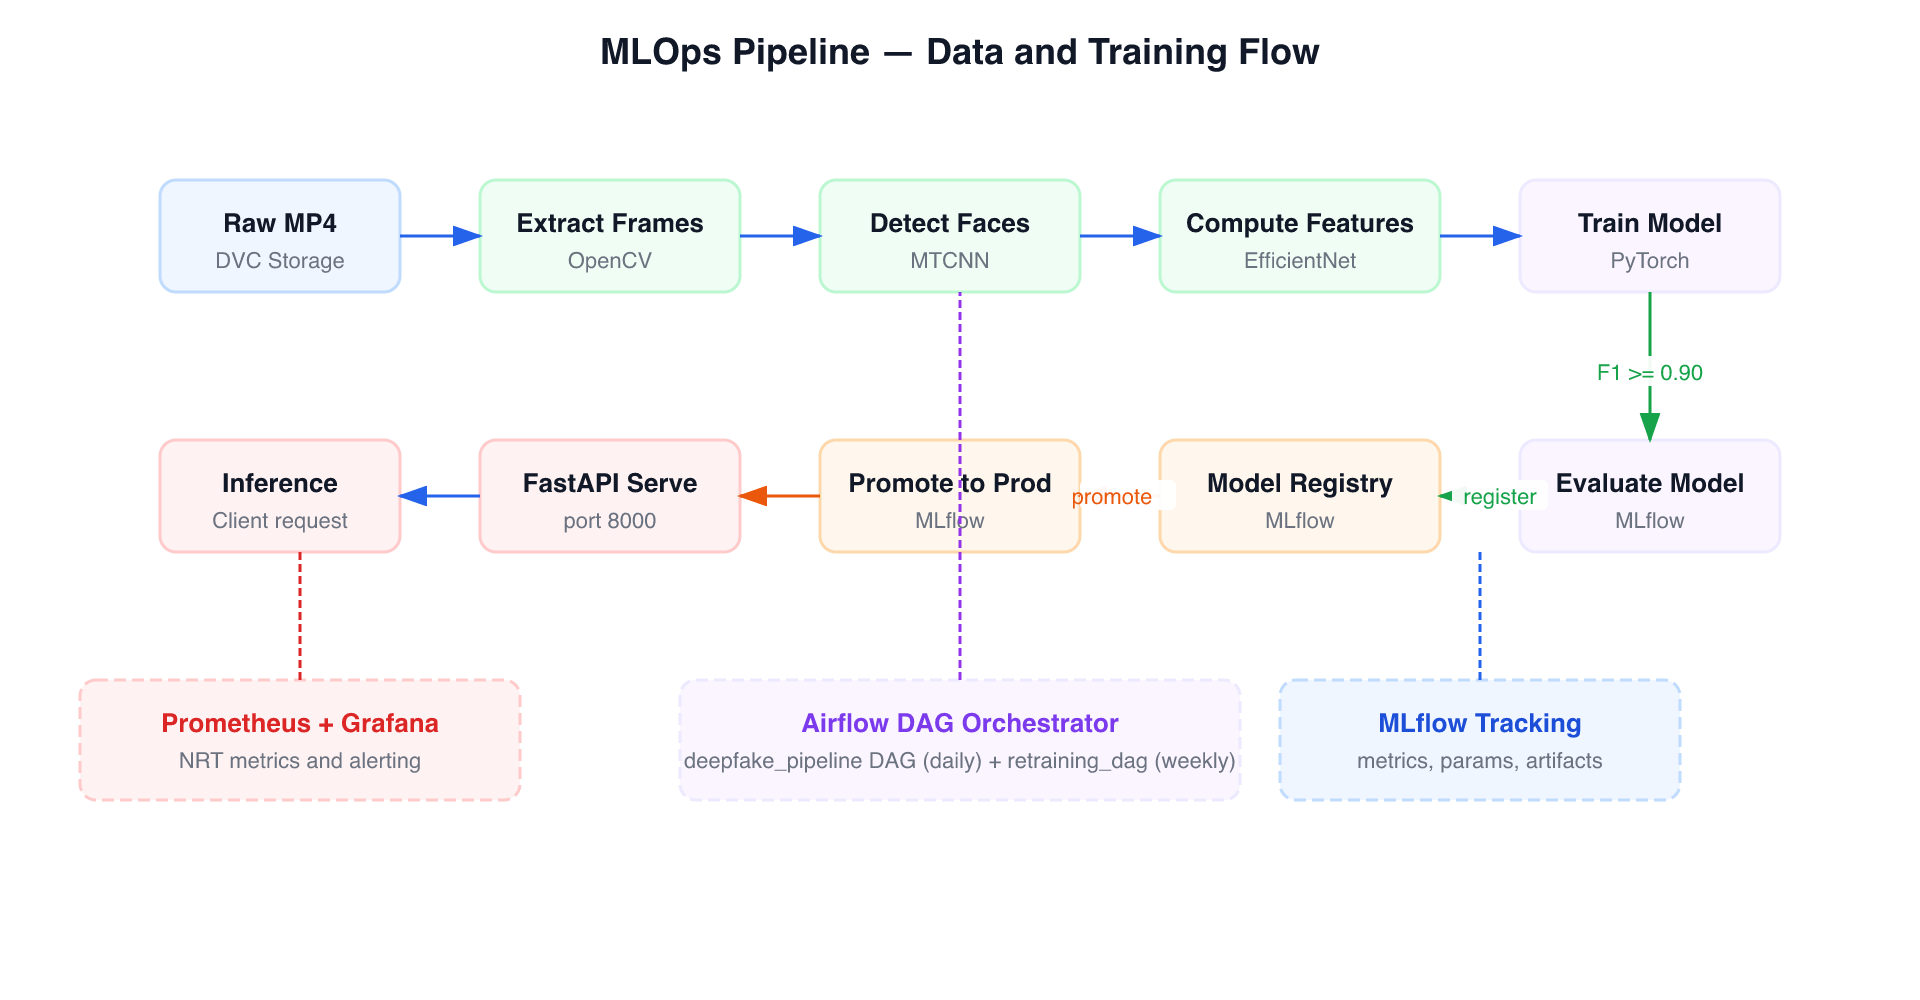 MLOps Pipeline — Data and Training Flow
Raw MP4
DVC Storage
Extract Frames
OpenCV
Detect Faces
MTCNN
Compute Features
EfficientNet
Train Model
PyTorch
F1 >= 0.90
Inference
Client request
FastAPI Serve
port 8000
Promote to Prod
MLflow
promote
Model Registry
MLflow
register
Evaluate Model
MLflow
Prometheus + Grafana
NRT metrics and alerting
Airflow DAG Orchestrator
deepfake_pipeline DAG (daily) + retraining_dag (weekly)
MLflow Tracking
metrics, params, artifacts